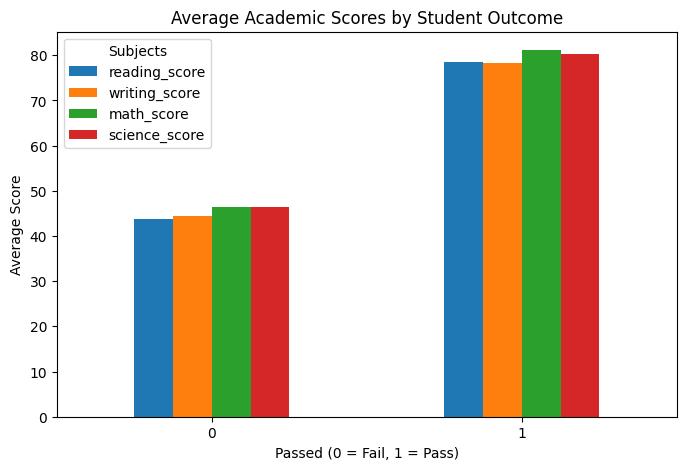 Average Academic Scores by Student Outcome
Subjects
reading_score
writing_score
math_score
science_score
Average Score
80
70
60
50
40
30
20
10
0
0 1
Passed (0 = Fail, 1 = Pass)